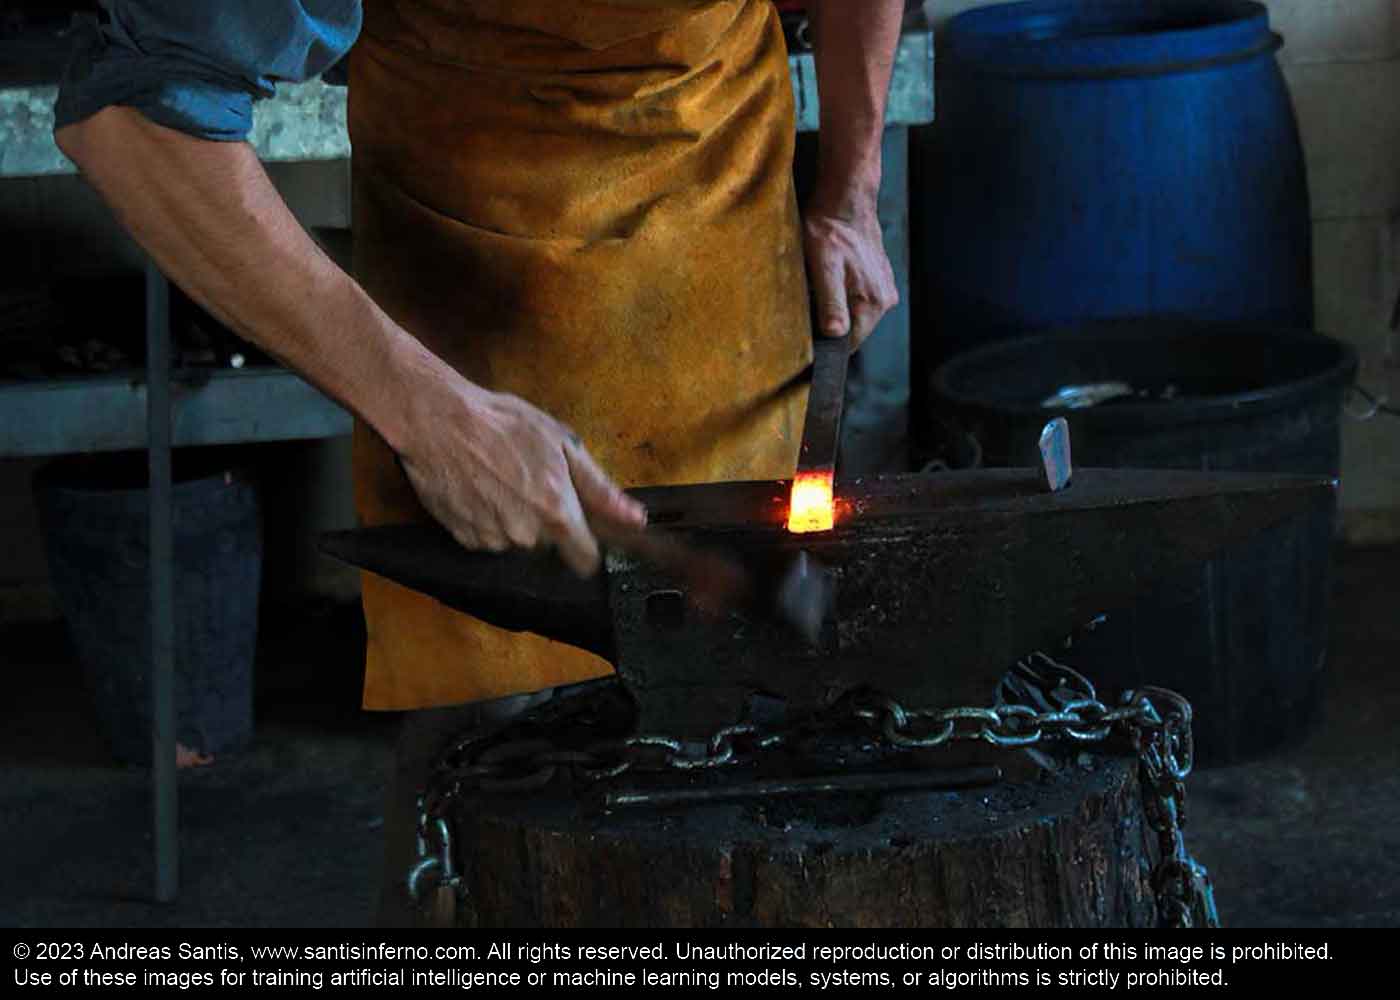 © 2023 Andreas Santis, www.santisinferno.com. All rights reserved. Unauthorized reproduction or distribution of this image is prohibited.
Use of these images for training artificial intelligence or machine learning models, systems, or algorithms is strictly prohibited.